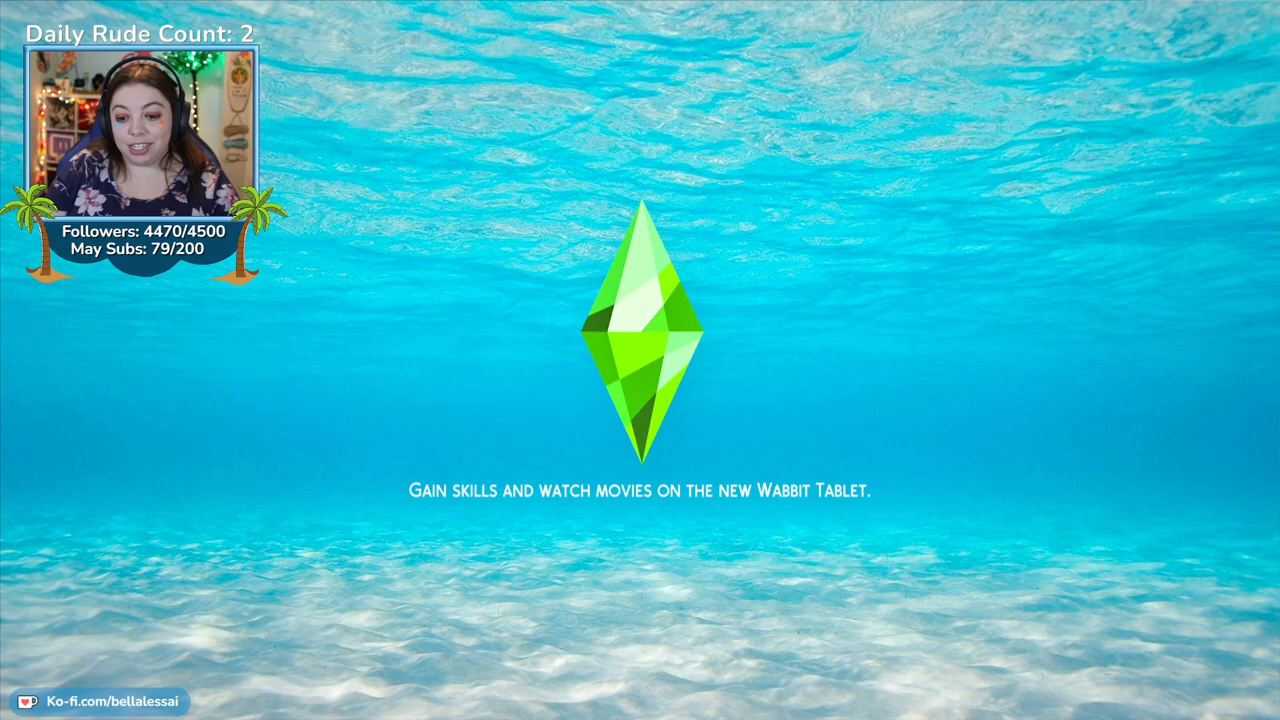 Daily Rude Count: 2
Followers: 4470/4500
May Subs: 79/200
Gain skills and watch movies on the new Wabbit Tablet.
Ko-fi.com/bellalessai